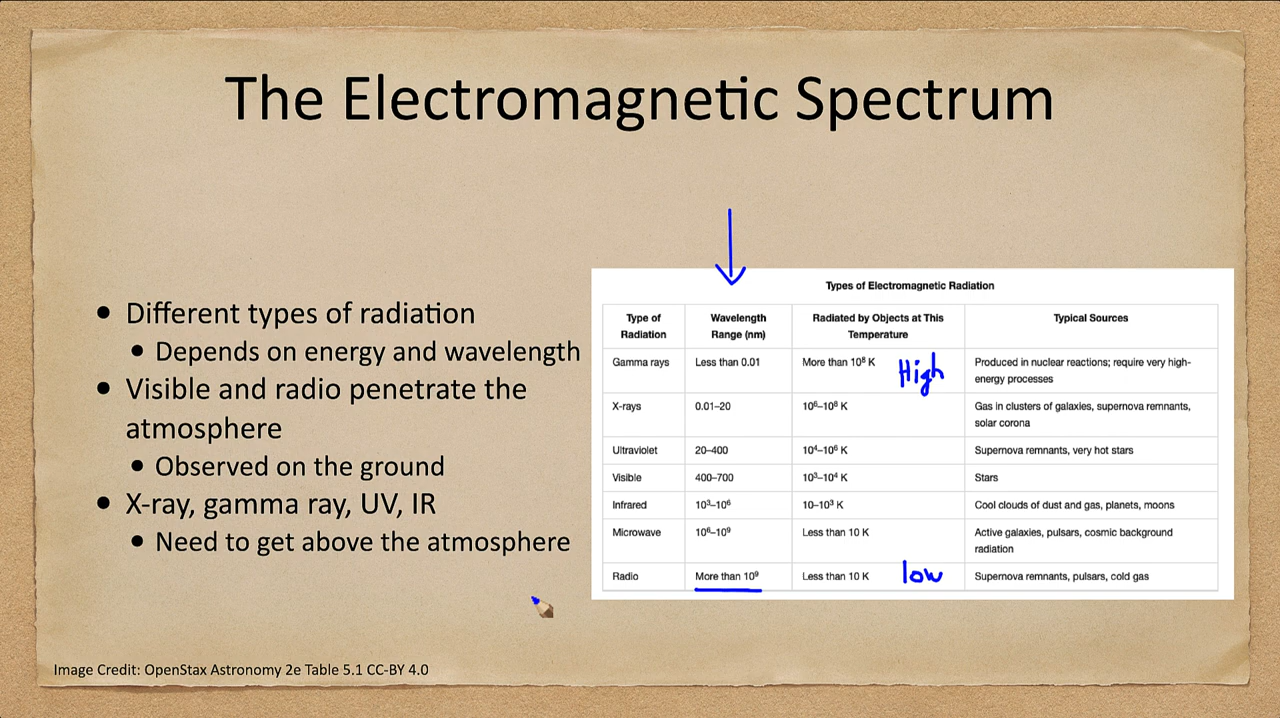 The Electromagnetic Spectrum
• Different types of radiation
• Depends on energy and wavelength
• Visible and radio penetrate the
atmosphere
• Observed on the ground
• X-ray, gamma ray, UV, IR
• Need to get above the atmosphere
Types of Electromagnetic Radiation
Type of Radiation | Wavelength Range (nm) | Radiated by Objects at This Temperature | Typical Sources
Gamma rays | Less than 0.01 | More than 10⁸ K High | Produced in nuclear reactions; require very high-energy processes
X-rays | 0.01–20 | 10⁶–10⁸ K | Gas in clusters of galaxies, supernova remnants, solar corona
Ultraviolet | 20–400 | 10⁴–10⁶ K | Supernova remnants, very hot stars
Visible | 400–700 | 10³–10⁴ K | Stars
Infrared | 10³–10⁶ | 10–10³ K | Cool clouds of dust and gas, planets, moons
Microwave | 10⁶–10⁹ | Less than 10 K | Active galaxies, pulsars, cosmic background radiation
Radio | More than 10⁹ | Less than 10 K low | Supernova remnants, pulsars, cold gas
Image Credit: OpenStax Astronomy 2e Table 5.1 CC-BY 4.0